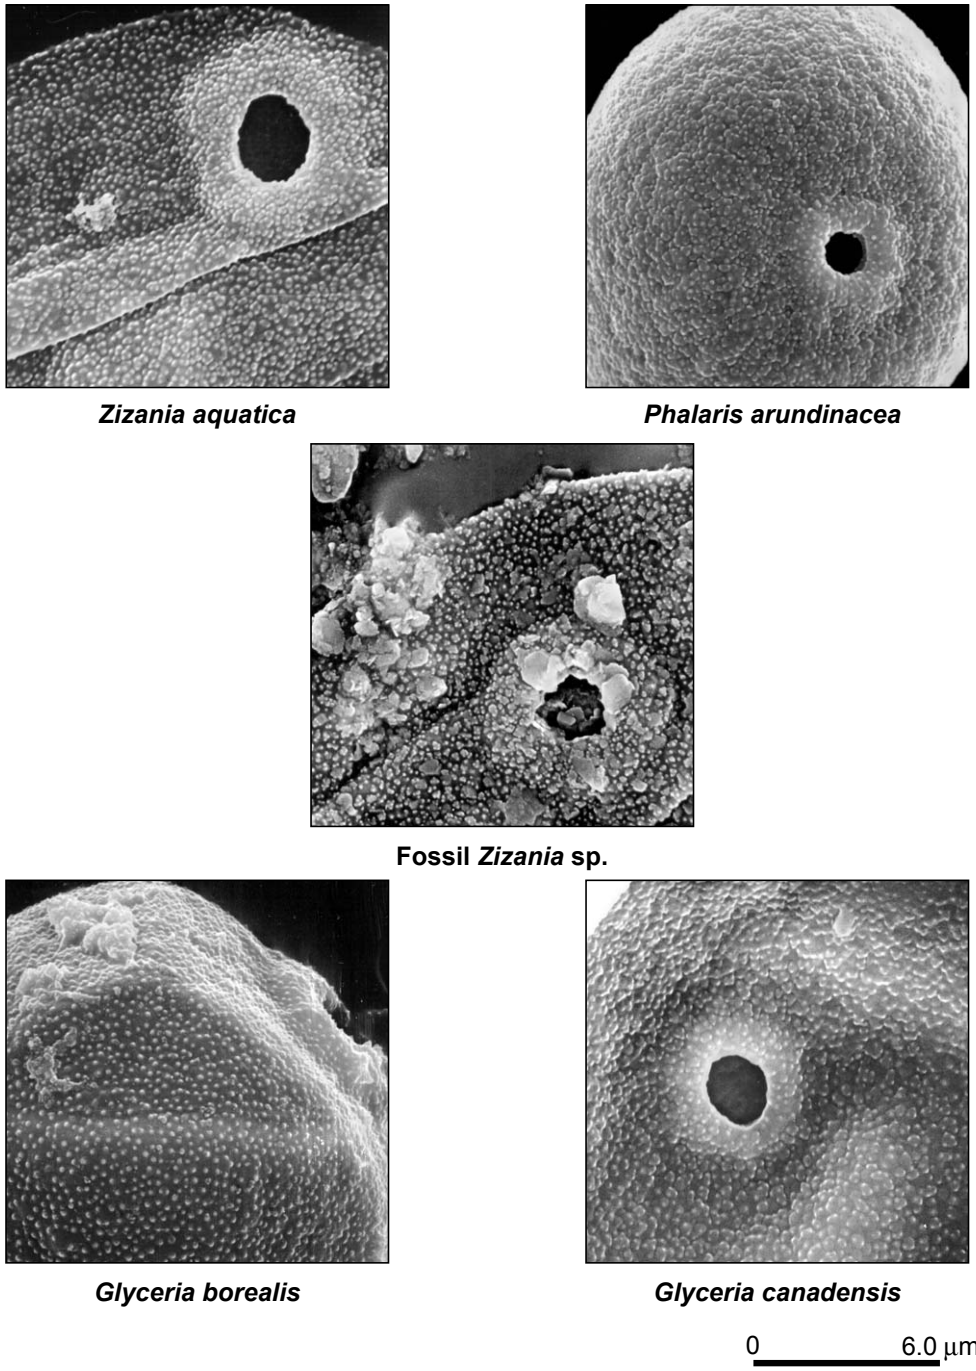 Zizania aquatica
Phalaris arundinacea
Fossil Zizania sp.
Glyceria borealis
Glyceria canadensis
0 6.0 μm